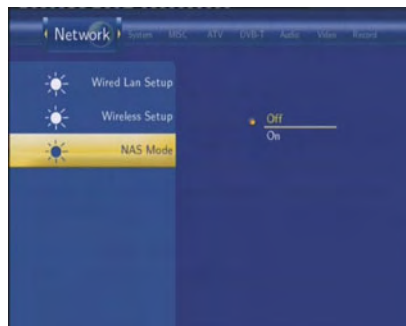 Network System MISC ATV DVB-T Audio Video Record
Wired Lan Setup
Wireless Setup
NAS Mode
Off
On